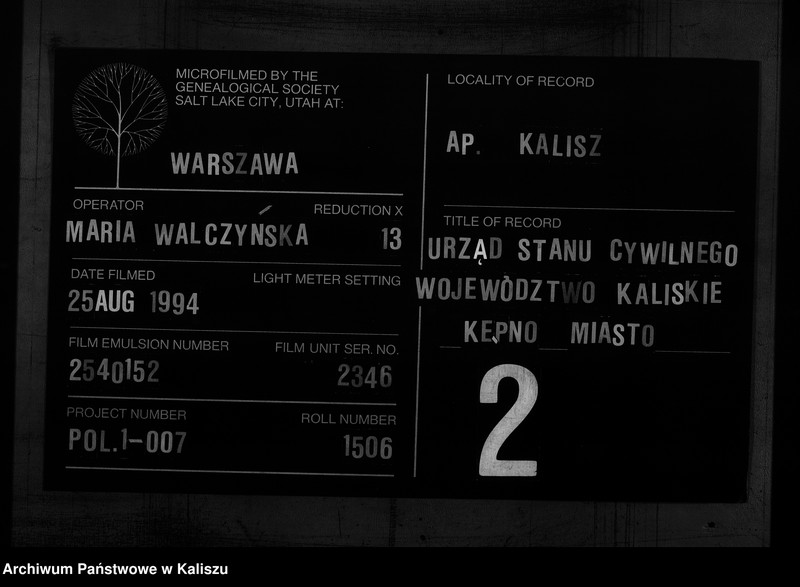 MICROFILMED BY THE
GENEALOGICAL SOCIETY
SALT LAKE CITY, UTAH AT:
WARSZAWA
OPERATOR
REDUCTION X
MARIA WALCZYŃSKA
13
DATE FILMED
LIGHT METER SETTING
25AUG 1994
FILM EMULSION NUMBER
FILM UNIT SER. NO.
2540152
2346
PROJECT NUMBER
ROLL NUMBER
POL.1-007
1506
LOCALITY OF RECORD
AP. KALISZ
TITLE OF RECORD
URZĄD STANU CYWILNEGO
WOJEWÒDZTWO KALISKIE
KĘPNO MIASTO
2
Archiwum Państwowe w Kaliszu